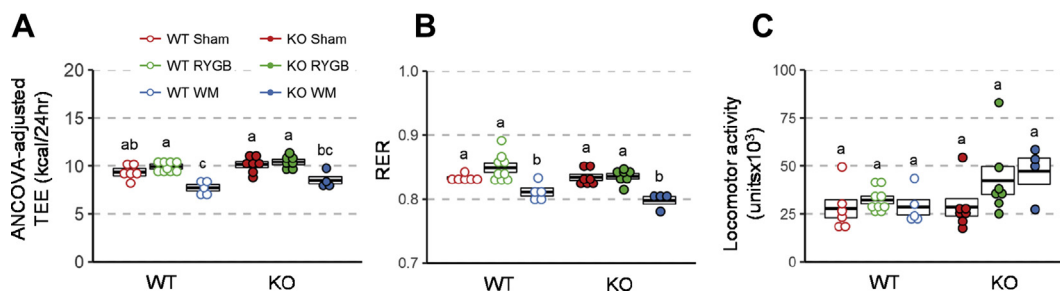 A
WT Sham KO Sham
WT RYGB KO RYGB
WT WM KO WM
ANCOVA-adjusted
TEE (kcal/24hr)
20
15
10
5
0
ab a c a a bc
WT KO
B
RER
1.0
0.9
0.8
0.7
a a b a a b
WT KO
C
Locomotor activity
(unitsx10³)
100
75
50
25
0
a a a a a a
WT KO